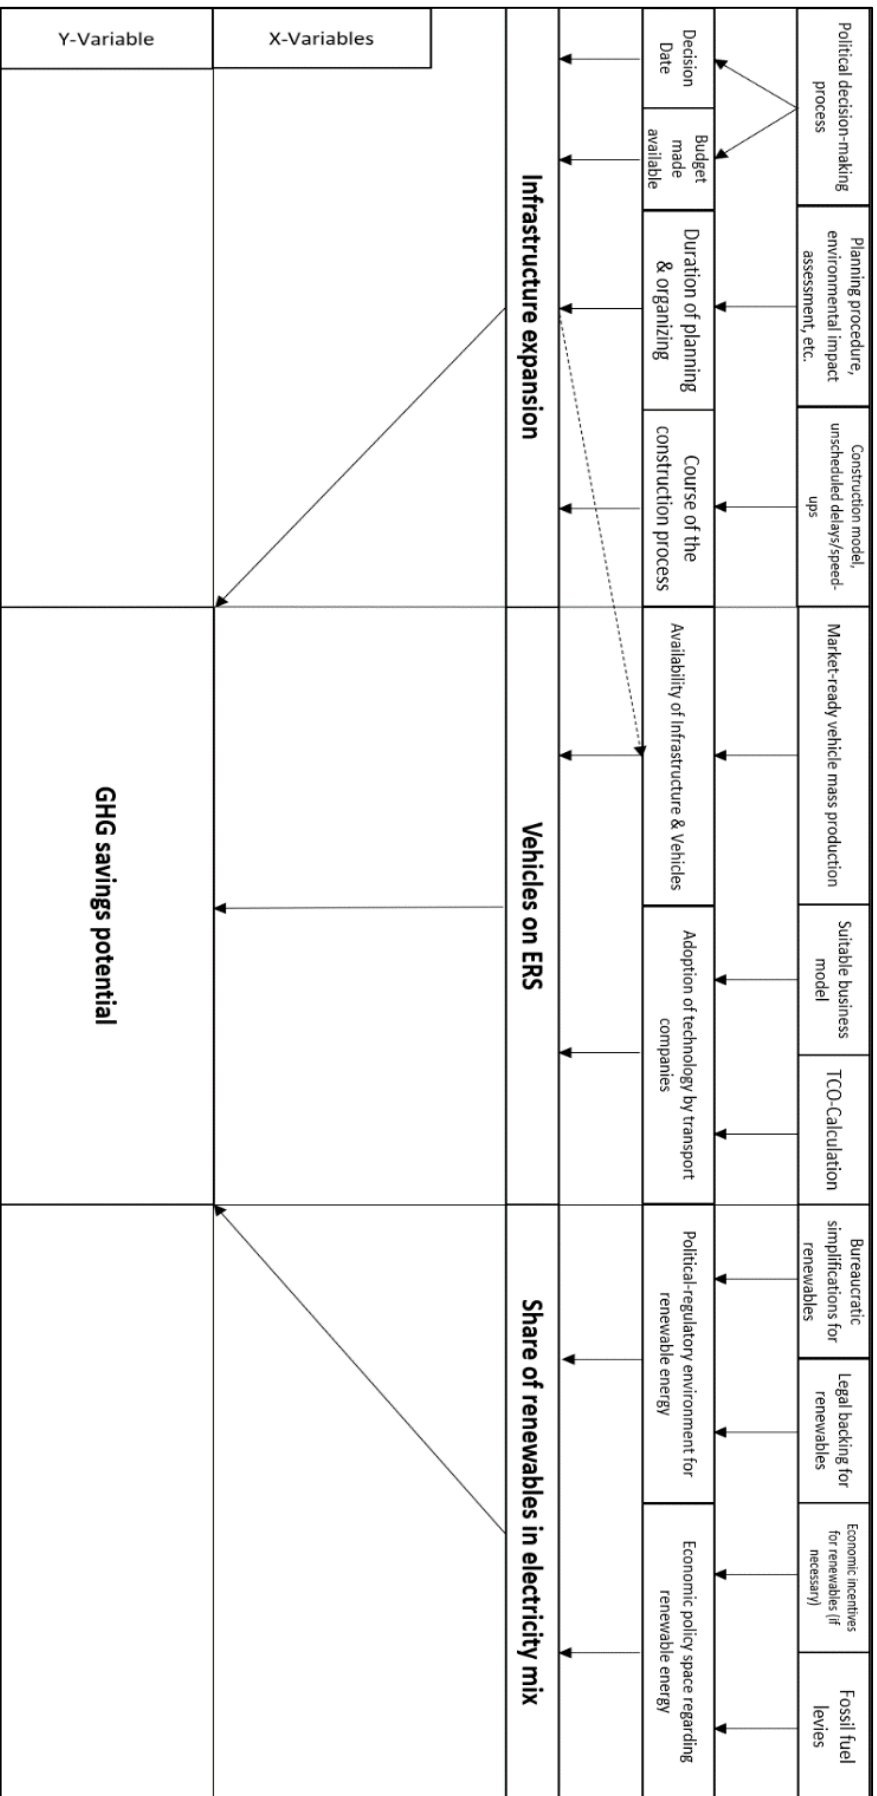 Political decision-making
process
Planning procedure,
environmental impact
assessment, etc.
Construction model,
unscheduled delays/speed-
ups
Market-ready vehicle mass production
Suitable business
model
TCO-Calculation
Bureaucratic
simplifications for
renewables
Legal backing for
renewables
Economic incentives
for renewables (if
necessary)
Fossil fuel
levies
Decision
Date
Budget
made
available
Duration of planning
& organizing
Course of the
construction process
Availability of Infrastructure & Vehicles
Adoption of technology by transport
companies
Political-regulatory environment for
renewable energy
Economic policy space regarding
renewable energy
Infrastructure expansion
Vehicles on ERS
Share of renewables in electricity mix
X-Variables
Y-Variable
GHG savings potential